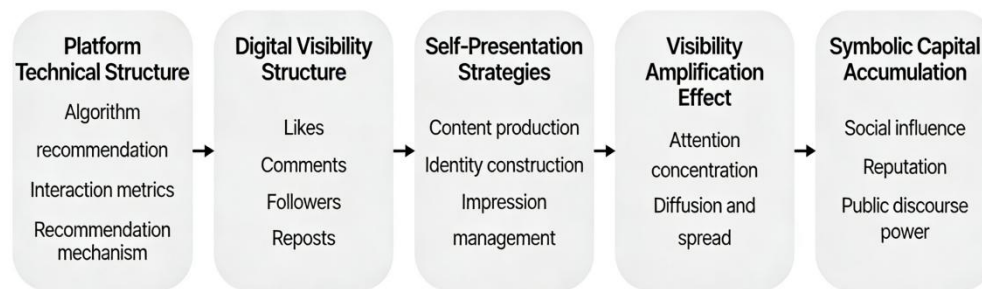 Platform
Technical Structure
Algorithm
recommendation
Interaction metrics
Recommendation
mechanism
Digital Visibility
Structure
Likes
Comments
Followers
Reposts
Self-Presentation
Strategies
Content production
Identity construction
Impression
management
Visibility
Amplification
Effect
Attention
concentration
Diffusion and
spread
Symbolic Capital
Accumulation
Social influence
Reputation
Public discourse
power